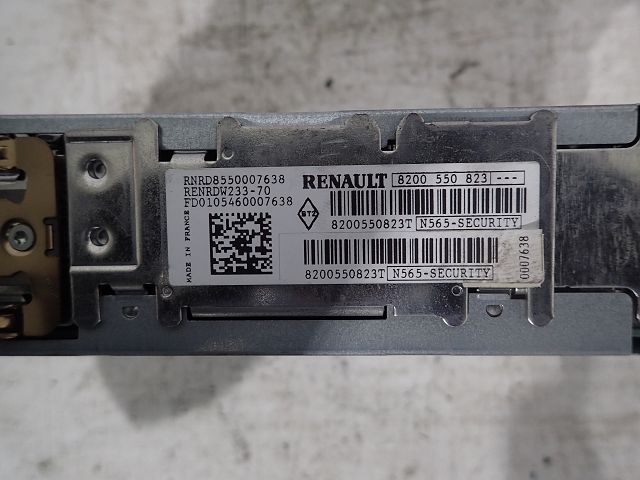 RNRD8550007638
RENRDW233-70
FD0105460007638
MADE IN FRANCE
RENAULT 8200 550 823 ---
8200550823T N565-SECURITY
8200550823T N565-SECURITY
0007638